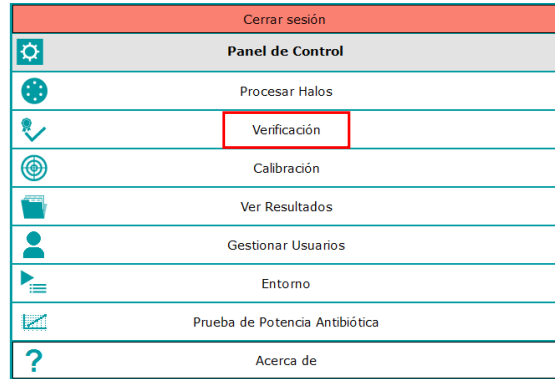 Cerrar sesión
Panel de Control
Procesar Halos
Verificación
Calibración
Ver Resultados
Gestionar Usuarios
Entorno
Prueba de Potencia Antibiótica
? Acerca de